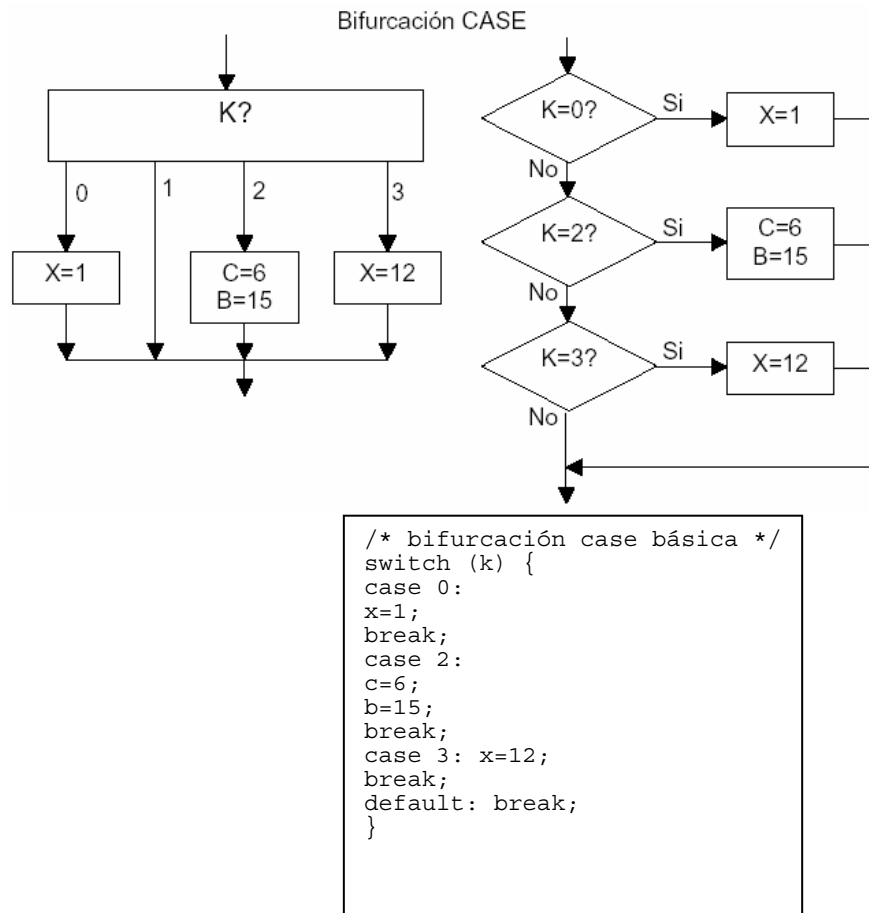 Bifurcación CASE
K?
0
1
2
3
X=1
C=6
B=15
X=12
K=0?
Si
X=1
No
K=2?
Si
C=6
B=15
No
K=3?
Si
X=12
No
/* bifurcación case básica */
switch (k) {
case 0:
x=1;
break;
case 2:
c=6;
b=15;
break;
case 3: x=12;
break;
default: break;
}